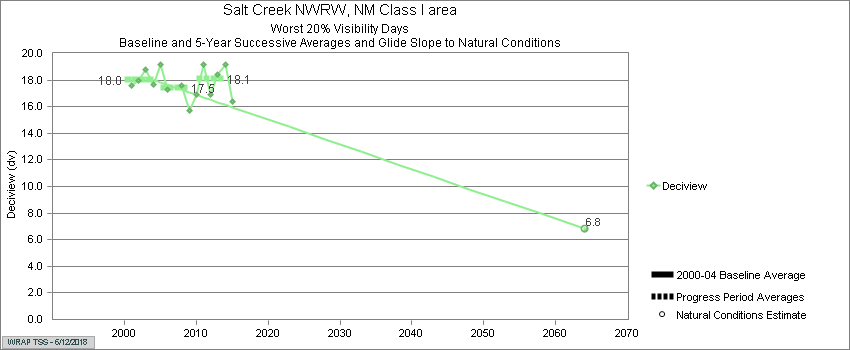 Salt Creek NWRW, NM Class I area
Worst 20% Visibility Days
Baseline and 5-Year Successive Averages and Glide Slope to Natural Conditions
20.0
18.0
16.0
14.0
12.0
10.0
8.0
6.0
4.0
2.0
0.0
Deciview (dv)
18.0
17.5
18.1
6.8
2000
2010
2020
2030
2040
2050
2060
2070
Deciview
2000-04 Baseline Average
Progress Period Averages
Natural Conditions Estimate
WRAP TSS - 6/12/2018